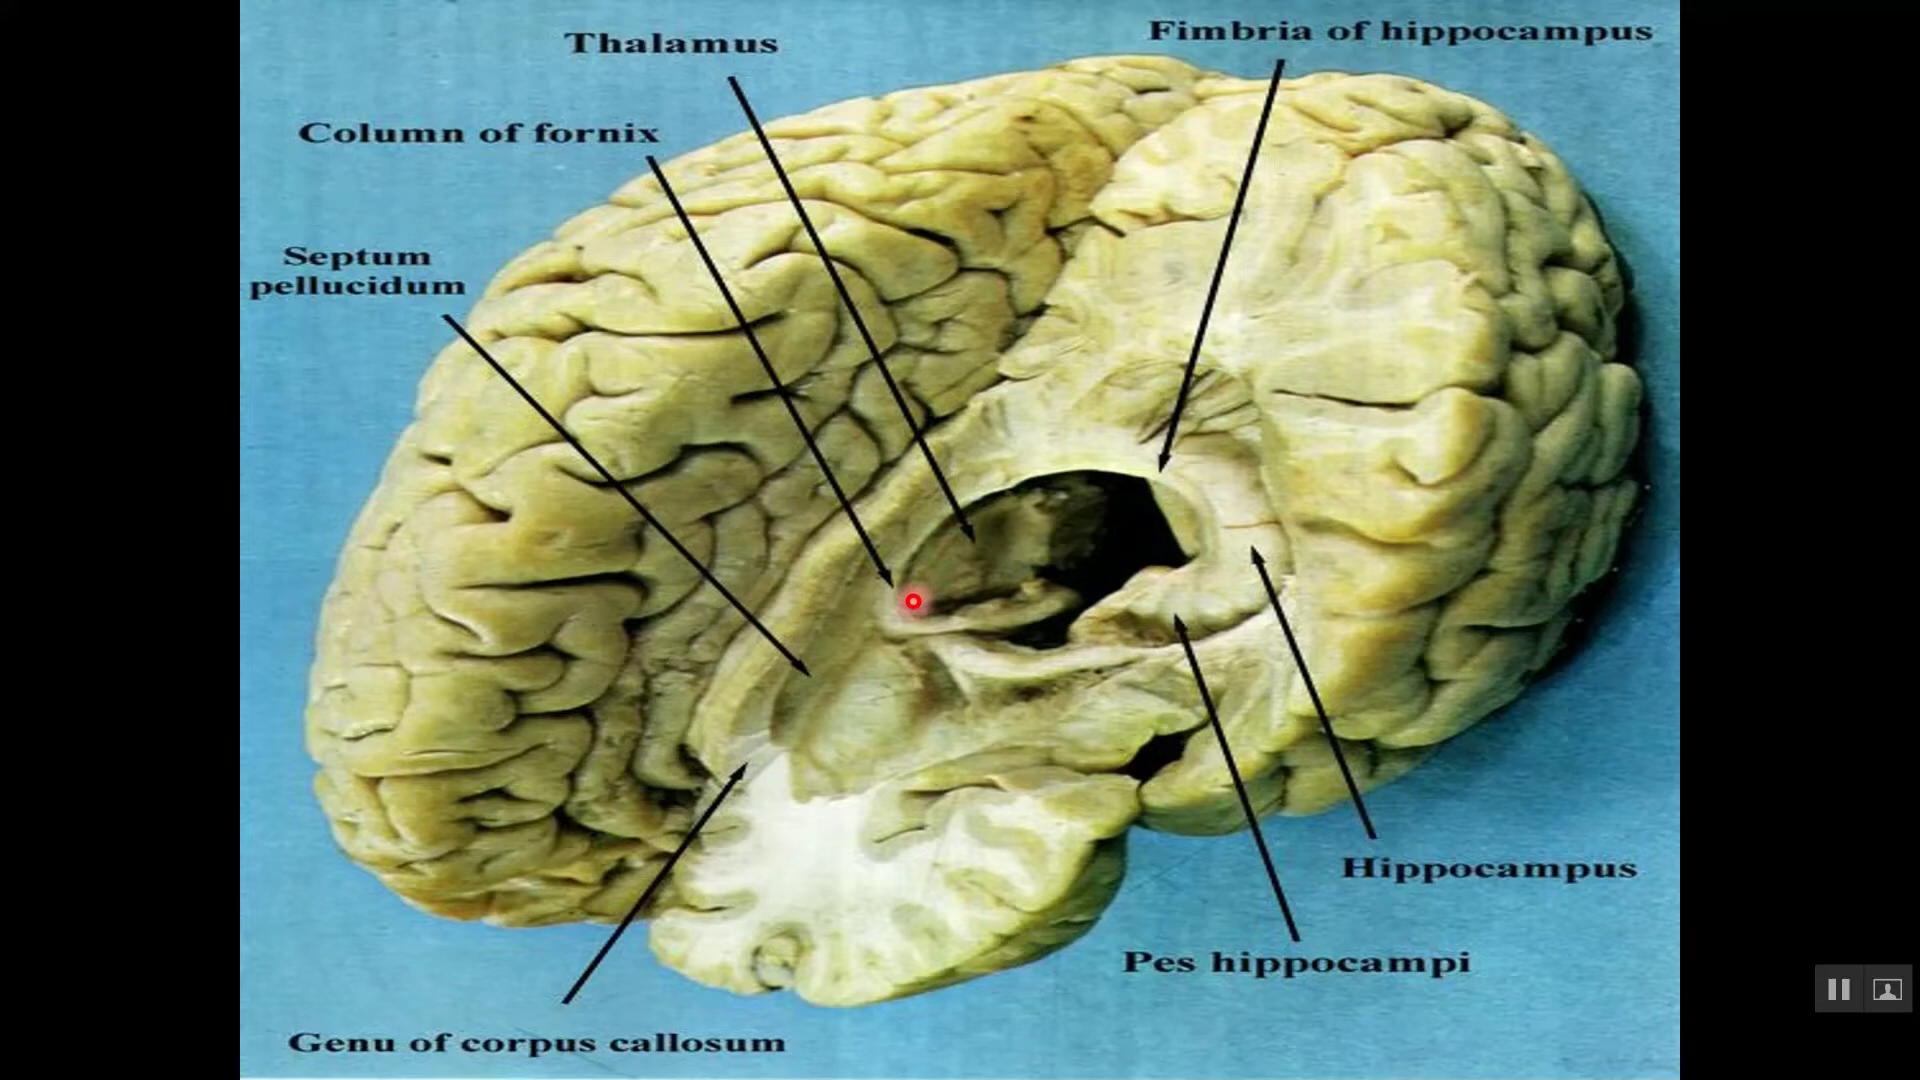 Thalamus
Fimbria of hippocampus
Column of fornix
Septum
pellucidum
Hippocampus
Pes hippocampi
Genu of corpus callosum